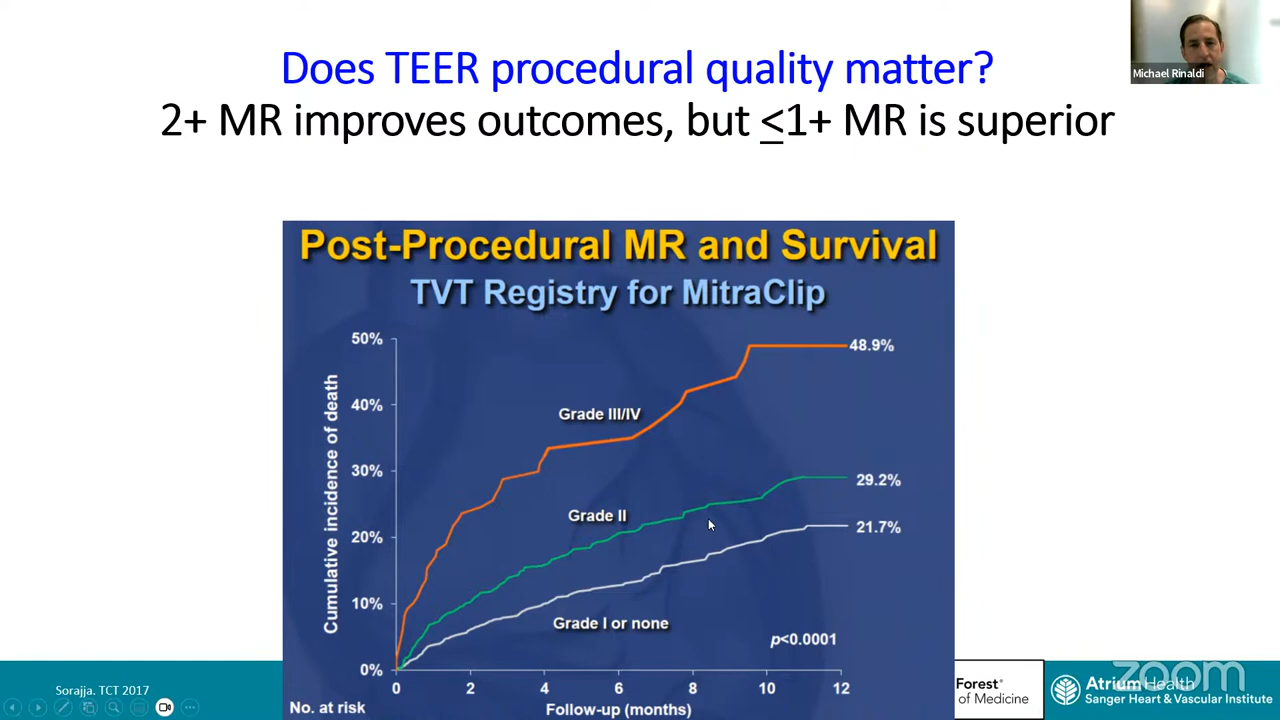 Michael Rinaldi
Does TEER procedural quality matter?
2+ MR improves outcomes, but <1+ MR is superior
Post-Procedural MR and Survival
TVT Registry for MitraClip
50%
40%
30%
20%
10%
0%
Cumulative incidence of death
48.9%
Grade III/IV
29.2%
Grade II
21.7%
Grade I or none
p<0.0001
0
2
4
6
8
10
12
No. at risk
Follow-up (months)
Sorajja. TCT 2017
Forest®
of Medicine
Atrium Health
Sanger Heart & Vascular Institute
zoom